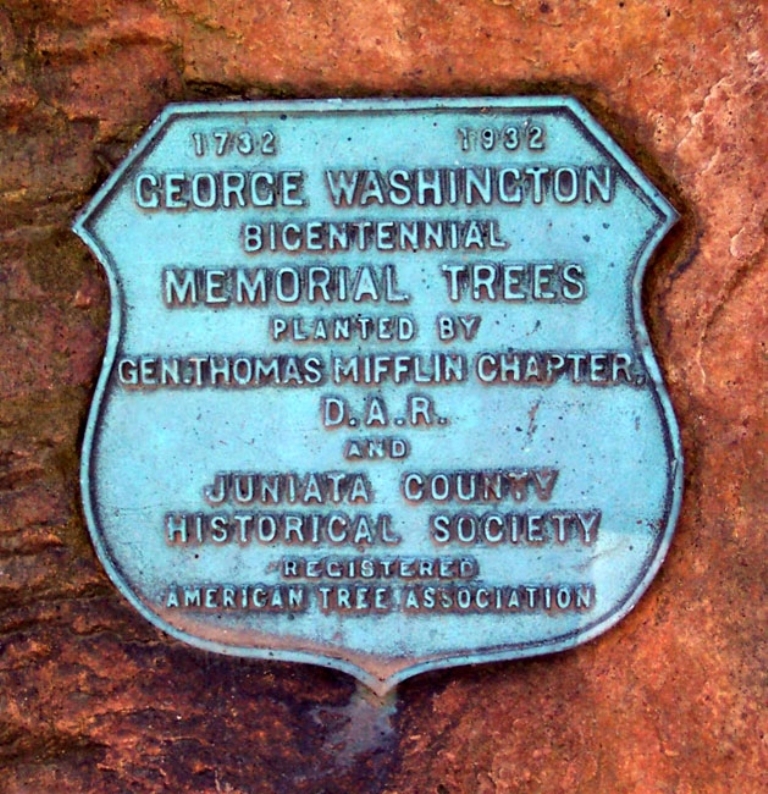 1732 1932
GEORGE WASHINGTON
BICENTENNIAL
MEMORIAL TREES
PLANTED BY
GEN.THOMAS MIFFLIN CHAPTER,
D.A.R.
AND
JUNIATA COUNTY
HISTORICAL SOCIETY
REGISTERED
AMERICAN TREE ASSOCIATION